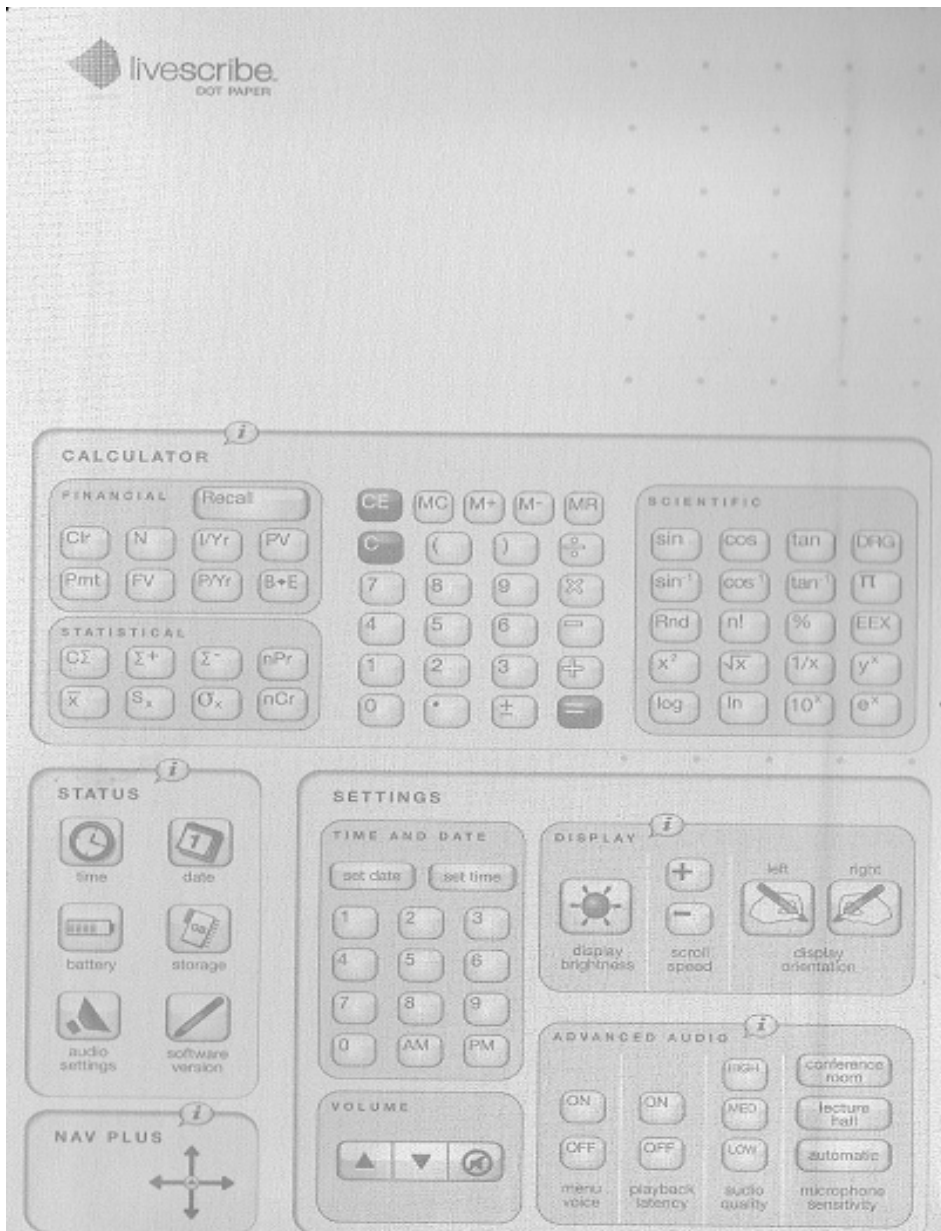 livescribe.
DOT PAPER
i
CALCULATOR
FINANCIAL Recall
Clr N I/Yr PV
Pmt FV P/Yr B→E
STATISTICAL
CΣ Σ+ Σ- nPr
x̅ Sₓ σₓ nCr
CE MC M+ M- MR
C ( ) ÷
7 8 9 ×
4 5 6 −
1 2 3 +
0 • ± =
SCIENTIFIC
sin cos tan DRG
sin⁻¹ cos⁻¹ tan⁻¹ π
Rnd n! % EEX
x² √x 1/x yˣ
log ln 10ˣ eˣ
i
STATUS
1
time date
GB
battery storage
audio settings
software version
i
NAV PLUS
SETTINGS
TIME AND DATE
set date set time
1 2 3
4 5 6
7 8 9
0 AM PM
VOLUME
i
DISPLAY
+
−
left right
display brightness
scroll speed
display orientation
i
ADVANCED AUDIO
ON ON HIGH conference room
MED lecture hall
OFF OFF LOW automatic
menu voice
playback latency
audio quality
microphone sensitivity